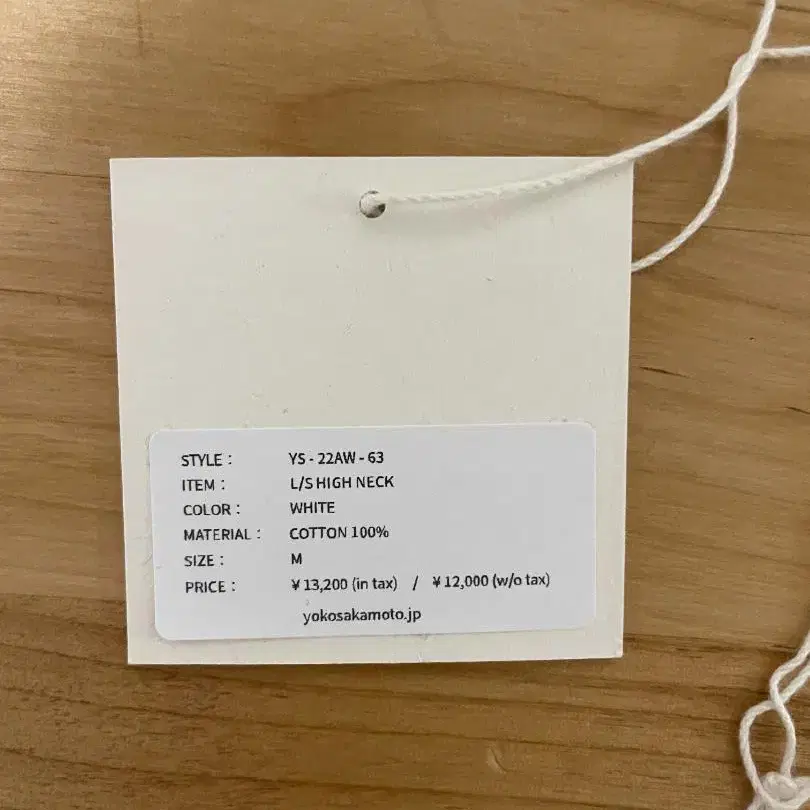 STYLE : YS - 22AW - 63
ITEM : L/S HIGH NECK
COLOR : WHITE
MATERIAL : COTTON 100%
SIZE : M
PRICE : ¥ 13,200 (in tax) / ¥ 12,000 (w/o tax)
yokosakamoto.jp